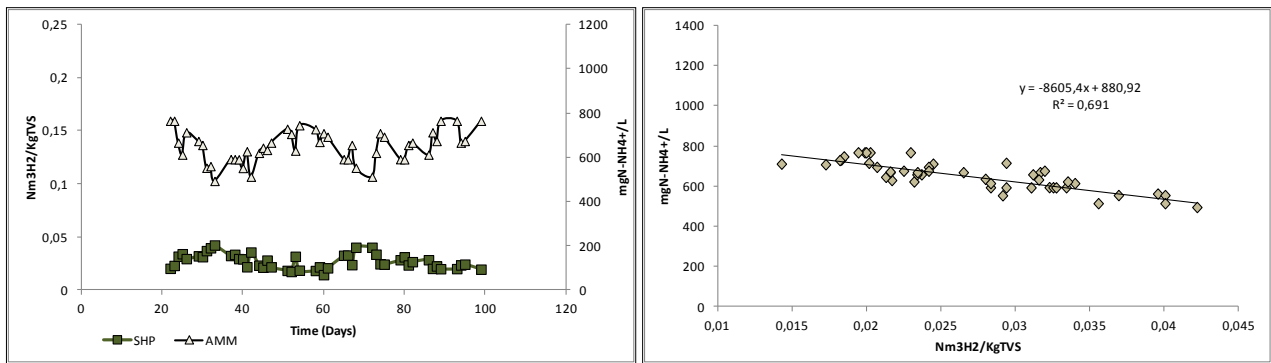 0,25
0,2
0,15
0,1
0,05
0
Nm3H2/KgTVS
1200
1000
800
600
400
200
0
mgN-NH4+/L
0 20 40 60 80 100 120
Time (Days)
SHP AMM
1400
1200
1000
800
600
400
200
0
mgN-NH4+/L
y = -8605,4x + 880,92
R² = 0,691
0,01 0,015 0,02 0,025 0,03 0,035 0,04 0,045
Nm3H2/KgTVS